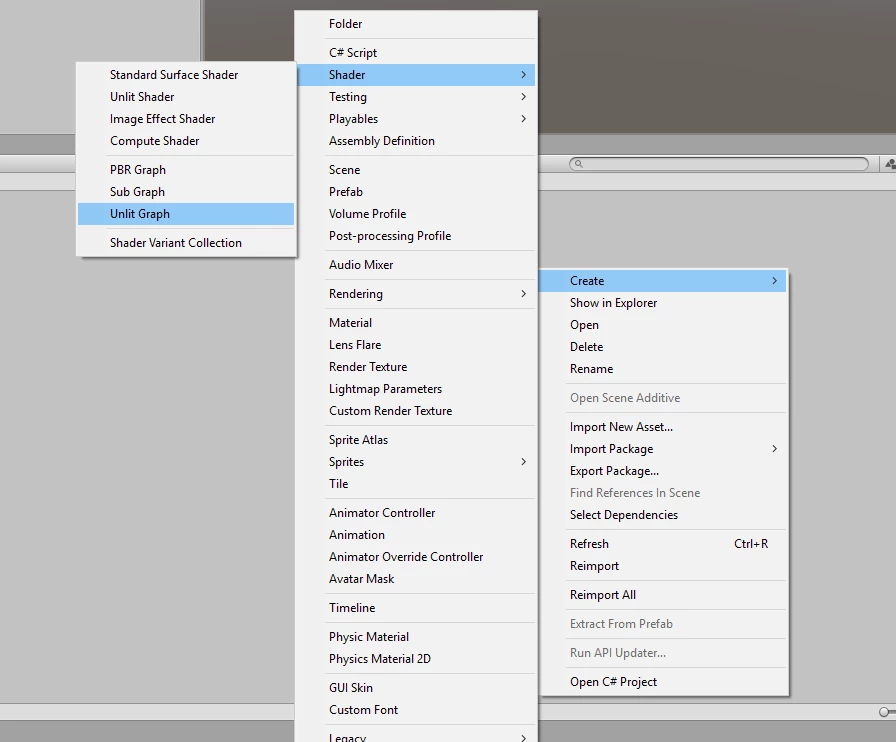 Standard Surface Shader
Unlit Shader
Image Effect Shader
Compute Shader
PBR Graph
Sub Graph
Unlit Graph
Shader Variant Collection
Folder
C# Script
Shader
Testing
Playables
Assembly Definition
Scene
Prefab
Volume Profile
Post-processing Profile
Audio Mixer
Rendering
Material
Lens Flare
Render Texture
Lightmap Parameters
Custom Render Texture
Sprite Atlas
Sprites
Tile
Animator Controller
Animation
Animator Override Controller
Avatar Mask
Timeline
Physic Material
Physics Material 2D
GUI Skin
Custom Font
Legacy
Create
Show in Explorer
Open
Delete
Rename
Open Scene Additive
Import New Asset...
Import Package
Export Package...
Find References In Scene
Select Dependencies
Refresh Ctrl+R
Reimport
Reimport All
Extract From Prefab
Run API Updater...
Open C# Project